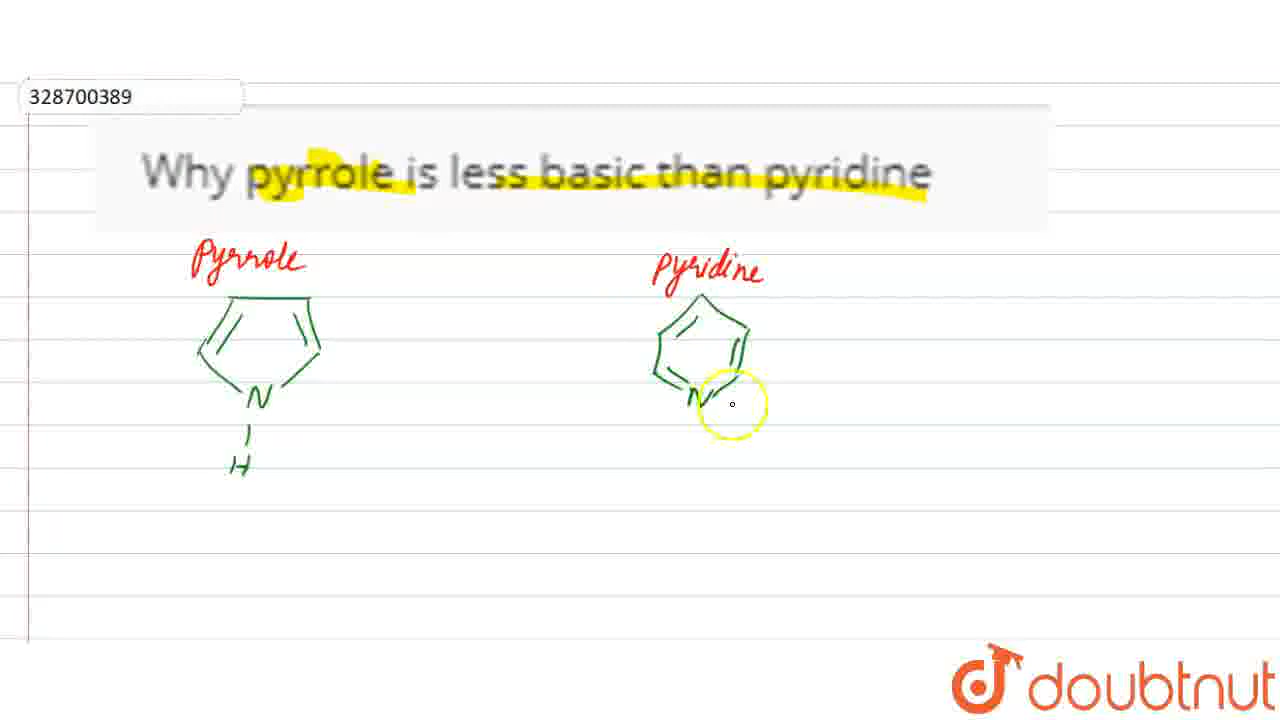 328700389
Why pyrrole is less basic than pyridine
Pyrrole
Pyridine
N
N
H
doubtnut